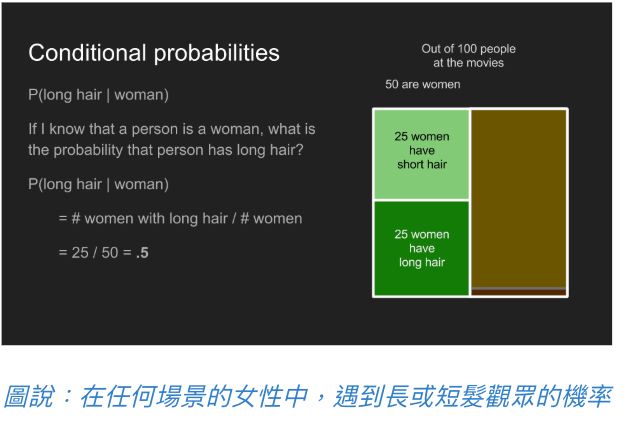 Conditional probabilities
P(long hair | woman)
If I know that a person is a woman, what is
the probability that person has long hair?
P(long hair | woman)
= # women with long hair / # women
= 25 / 50 = .5
Out of 100 people
at the movies
50 are women
25 women
have
short hair
25 women
have
long hair
圖說：在任何場景的女性中，遇到長或短髮觀眾的機率